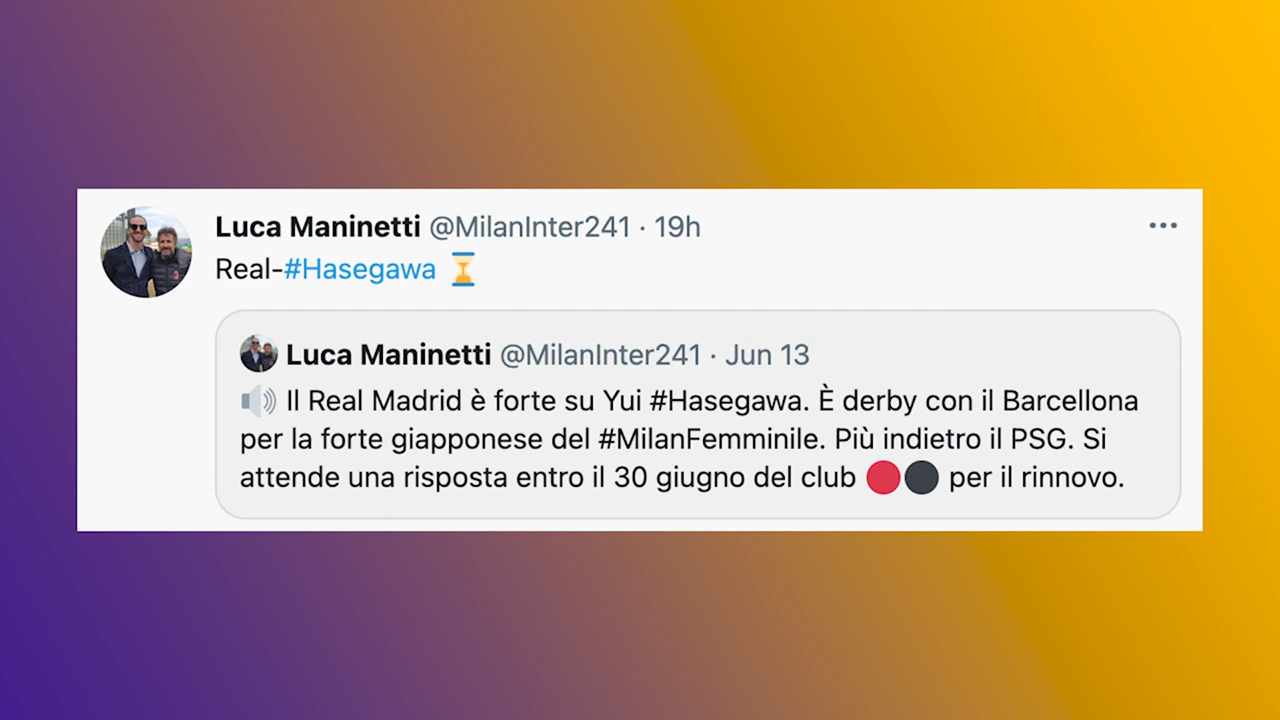 Luca Maninetti @MilanInter241 · 19h
Real-#Hasegawa ⏳
Luca Maninetti @MilanInter241 · Jun 13
🔊 Il Real Madrid è forte su Yui #Hasegawa. È derby con il Barcellona
per la forte giapponese del #MilanFemminile. Più indietro il PSG. Si
attende una risposta entro il 30 giugno del club 🔴⚫ per il rinnovo.